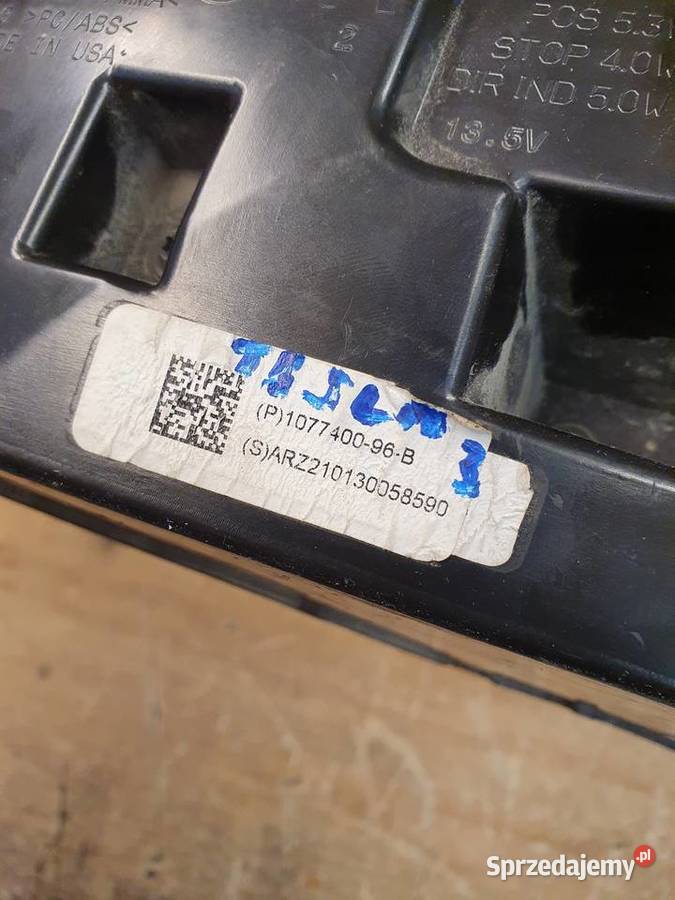 >PC/ABS<
IN USA
2
POS 5.3
STOP 4.0W
DIR IND 5.0W
13.5V
(P)1077400-96-B
(S)ARZ210130058590
3
Sprzedajemy.pl